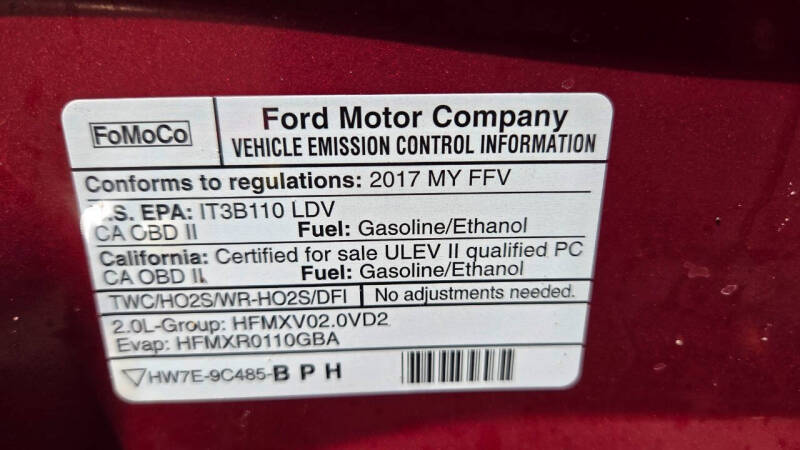 FoMoCo
Ford Motor Company
VEHICLE EMISSION CONTROL INFORMATION
Conforms to regulations: 2017 MY FFV
.S. EPA: IT3B110 LDV
CA OBD II Fuel: Gasoline/Ethanol
California: Certified for sale ULEV II qualified PC
CA OBD II Fuel: Gasoline/Ethanol
TWC/HO2S/WR-HO2S/DFI No adjustments needed.
2.0L-Group: HFMXV02.0VD2
Evap: HFMXR0110GBA
HW7E-9C485-BPH